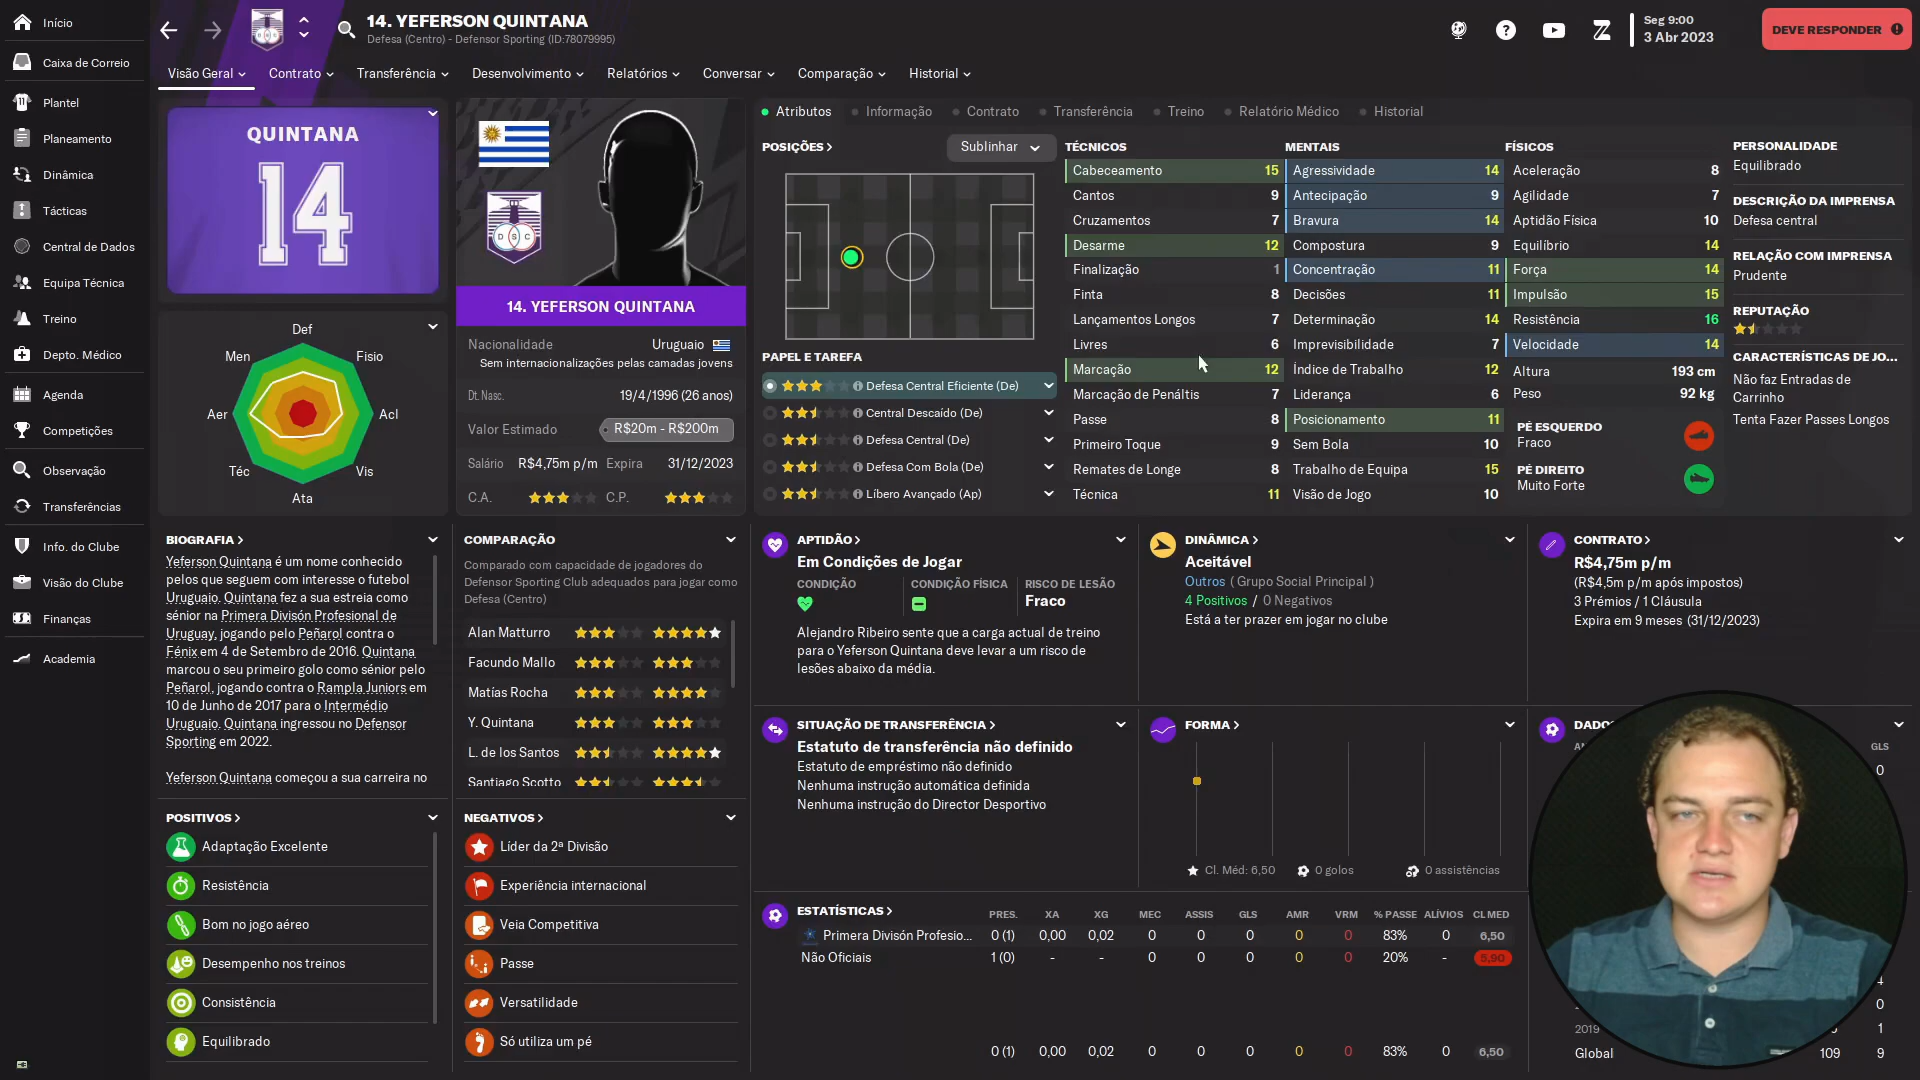 Início
Caixa de Correio
Plantel
Planeamento
Dinâmica
Tácticas
Central de Dados
Equipa Técnica
Treino
Depto. Médico
Agenda
Competições
Observação
Transferências
Info. do Clube
Visão do Clube
Finanças
Academia
14. YEFERSON QUINTANA
Defesa (Centro) - Defensor Sporting (ID:78079995)
Seg 9:00
3 Abr 2023
DEVE RESPONDER
Visão Geral
Contrato
Transferência
Desenvolvimento
Relatórios
Conversar
Comparação
Historial
QUINTANA
14
Def
Fisio
Acl
Vis
Ata
Téc
Aer
Men
DSC
14. YEFERSON QUINTANA
Nacionalidade Uruguaio
Sem internacionalizações pelas camadas jovens
Dt. Nasc. 19/4/1996 (26 anos)
Valor Estimado R$20m - R$200m
Salário R$4,75m p/m Expira 31/12/2023
C.A. C.P.
Atributos
Informação
Contrato
Transferência
Treino
Relatório Médico
Historial
POSIÇÕES
Sublinhar
PAPEL E TAREFA
Defesa Central Eficiente (De)
Central Descaído (De)
Defesa Central (De)
Defesa Com Bola (De)
Líbero Avançado (Ap)
TÉCNICOS
Cabeceamento 15
Cantos 9
Cruzamentos 7
Desarme 12
Finalização 1
Finta 8
Lançamentos Longos 7
Livres 6
Marcação 12
Marcação de Penáltis 7
Passe 8
Primeiro Toque 9
Remates de Longe 8
Técnica 11
MENTAIS
Agressividade 14
Antecipação 9
Bravura 14
Compostura 9
Concentração 11
Decisões 11
Determinação 14
Imprevisibilidade 7
Índice de Trabalho 12
Liderança 6
Posicionamento 11
Sem Bola 10
Trabalho de Equipa 15
Visão de Jogo 10
FÍSICOS
Aceleração 8
Agilidade 7
Aptidão Física 10
Equilíbrio 14
Força 14
Impulsão 15
Resistência 16
Velocidade 14
Altura 193 cm
Peso 92 kg
PÉ ESQUERDO
Fraco
PÉ DIREITO
Muito Forte
PERSONALIDADE
Equilibrado
DESCRIÇÃO DA IMPRENSA
Defesa central
RELAÇÃO COM IMPRENSA
Prudente
REPUTAÇÃO
CARACTERÍSTICAS DE JO...
Não faz Entradas de
Carrinho
Tenta Fazer Passes Longos
BIOGRAFIA
Yeferson Quintana é um nome conhecido
pelos que seguem com interesse o futebol
Uruguaio. Quintana fez a sua estreia como
sénior na Primera Divisón Profesional de
Uruguay, jogando pelo Peñarol contra o
Fénix em 4 de Setembro de 2016. Quintana
marcou o seu primeiro golo como sénior pelo
Peñarol, jogando contra o Rampla Juniors em
10 de Junho de 2017 para o Intermédio
Uruguaio. Quintana ingressou no Defensor
Sporting em 2022.
Yeferson Quintana começou a sua carreira no
COMPARAÇÃO
Comparado com capacidade de jogadores do
Defensor Sporting Club adequados para jogar como
Defesa (Centro)
Alan Matturro
Facundo Mallo
Matías Rocha
Y. Quintana
L. de los Santos
Santiago Scotto
APTIDÃO
Em Condições de Jogar
CONDIÇÃO
CONDIÇÃO FÍSICA
RISCO DE LESÃO
Fraco
Alejandro Ribeiro sente que a carga actual de treino
para o Yeferson Quintana deve levar a um risco de
lesões abaixo da média.
DINÂMICA
Aceitável
Outros ( Grupo Social Principal )
4 Positivos / 0 Negativos
Está a ter prazer em jogar no clube
CONTRATO
R$4,75m p/m
(R$4,5m p/m após impostos)
3 Prémios / 1 Cláusula
Expira em 9 meses (31/12/2023)
SITUAÇÃO DE TRANSFERÊNCIA
Estatuto de transferência não definido
Estatuto de empréstimo não definido
Nenhuma instrução automática definida
Nenhuma instrução do Director Desportivo
FORMA
Cl. Méd: 6,50 0 golos 0 assistências
GLS
0
4
0
2019 1
Global 109 9
POSITIVOS
Adaptação Excelente
Resistência
Bom no jogo aéreo
Desempenho nos treinos
Consistência
Equilibrado
NEGATIVOS
Líder da 2ª Divisão
Experiência internacional
Veia Competitiva
Passe
Versatilidade
Só utiliza um pé
ESTATÍSTICAS PRES. XA XG MEC ASSIS GLS AMR VRM % PASSE ALÍVIOS CL MED
Primera Divisón Profesio... 0 (1) 0,00 0,02 0 0 0 0 0 83% 0 6,50
Não Oficiais 1 (0) - - 0 0 0 0 0 20% - 5,90
0 (1) 0,00 0,02 0 0 0 0 0 83% 0 6,50